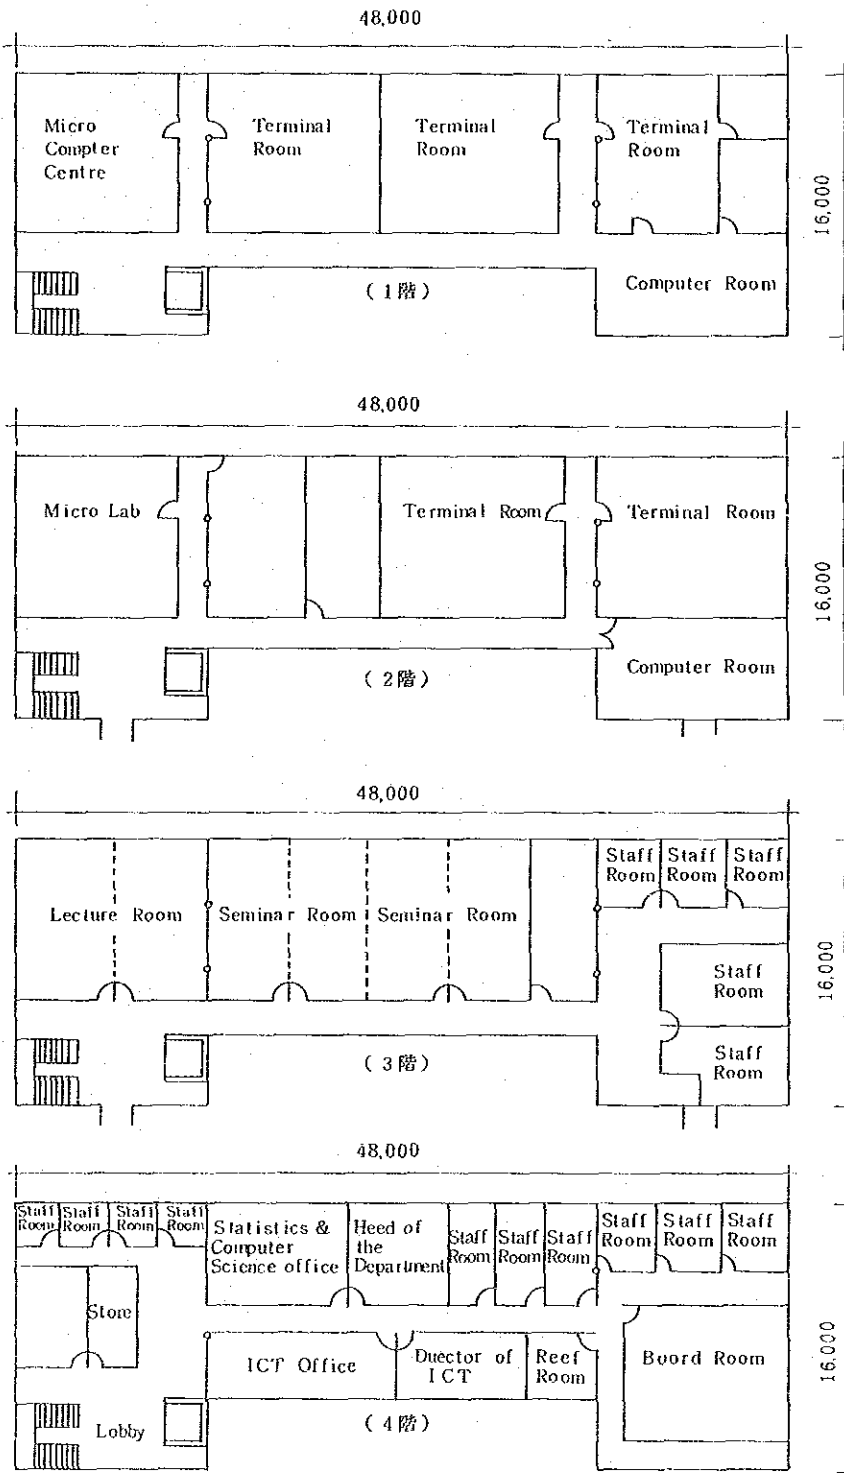 48,000
Micro
Compter
Centre
Terminal
Room
Terminal
Room
Terminal
Room
16,000
Computer Room
(1階)
48,000
Micro Lab
Terminal Room
Terminal Room
16,000
Computer Room
(2階)
48,000
Staff
Room
Staff
Room
Staff
Room
Lecture Room
Seminar Room
Seminar Room
Staff
Room
16,000
Staff
Room
(3階)
48,000
Staff
Room
Staff
Room
Staff
Room
Staff
Room
Statistics &
Computer
Science office
Heed of
the
Department
Staff
Room
Staff
Room
Staff
Room
Staff
Room
Staff
Room
Staff
Room
Store
ICT Office
Duector of
ICT
Reef
Room
Buord Room
16,000
Lobby
(4階)